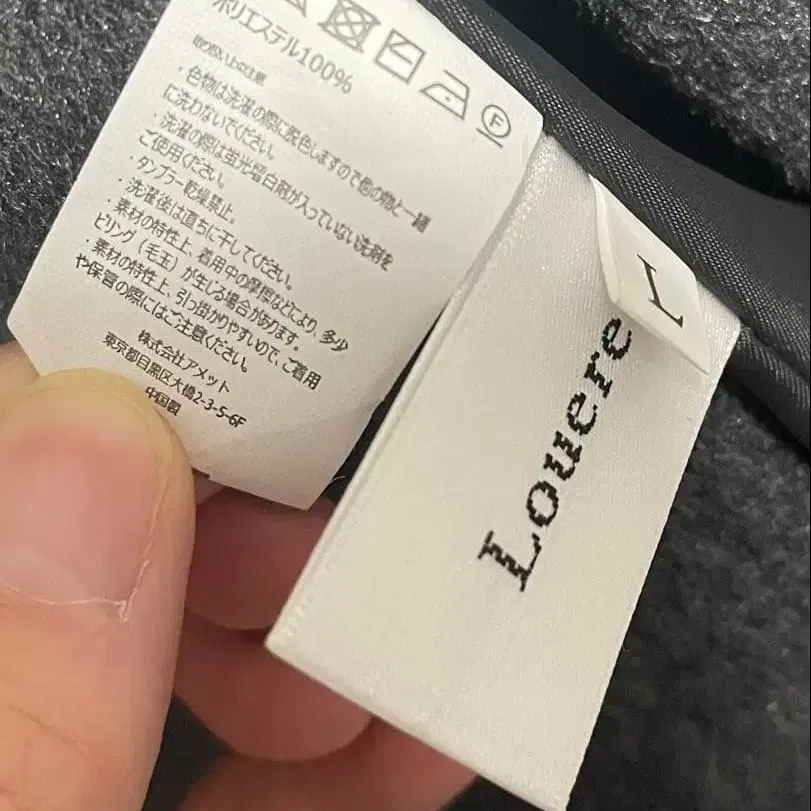 ポリエステル100%
取り扱い上の注意
・色物は洗濯の際に脱色しますので他の物と一緒
に洗わないでください。
・洗濯の際は蛍光増白剤が入っていない洗剤を
ご使用ください。
・タンブラー乾燥禁止。
・洗濯後は直ちに干してください。
・素材の特性上、着用中の摩擦などにより、多少
ピリング（毛玉）が生じる場合があります。
・素材の特性上、引っ掛かりやすいので、ご着用
や保管の際にはご注意ください。
株式会社アメット
東京都目黒区大橋2-3-5-6F
中国製
F
L
Louere